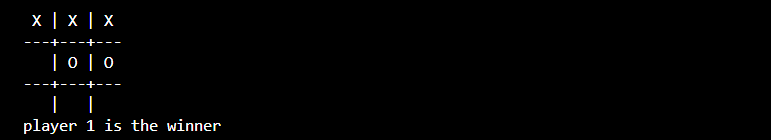 X | X | X
---+---+---
   | O | O
---+---+---
   |   |
player 1 is the winner